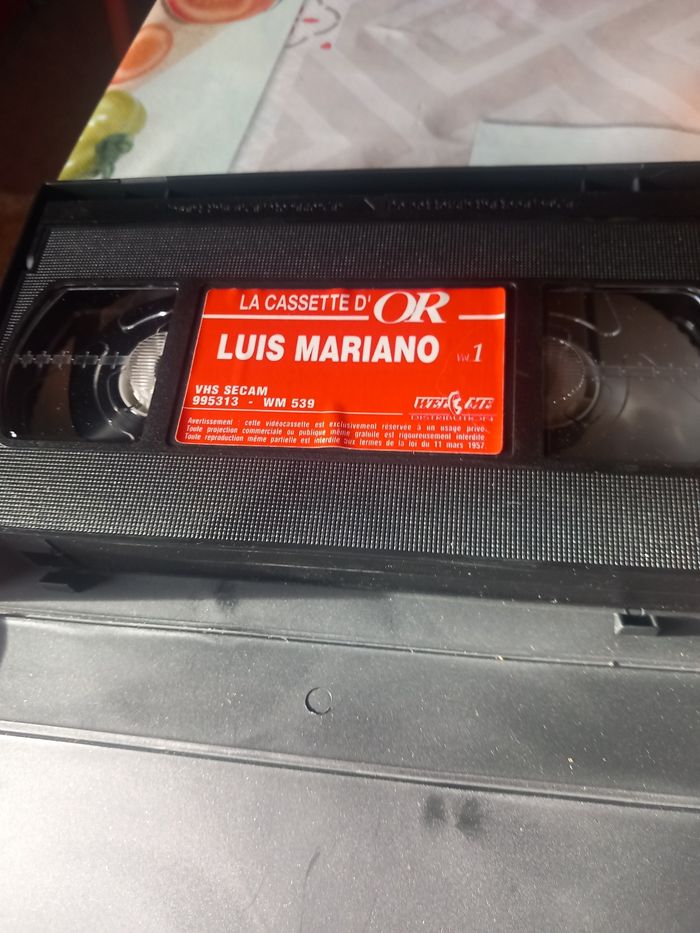 LA CASSETTE D'OR
LUIS MARIANO Vol. 1
VHS SECAM
995313 - WM 539
WELCOME
DISTRIBUTION
Avertissement : cette vidéocassette est exclusivement réservée à un usage privé.
Toute projection commerciale ou publique même gratuite est rigoureusement interdite.
Toute reproduction même partielle est interdite aux termes de la loi du 11 mars 1957.